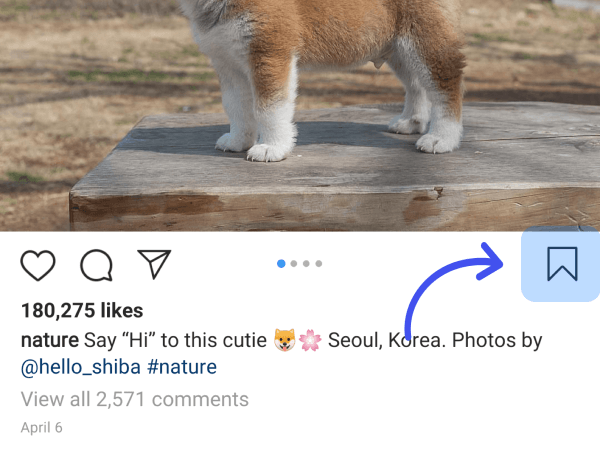 180,275 likes
nature Say “Hi” to this cutie 🐶🌸 Seoul, Korea. Photos by
@hello_shiba #nature
View all 2,571 comments
April 6